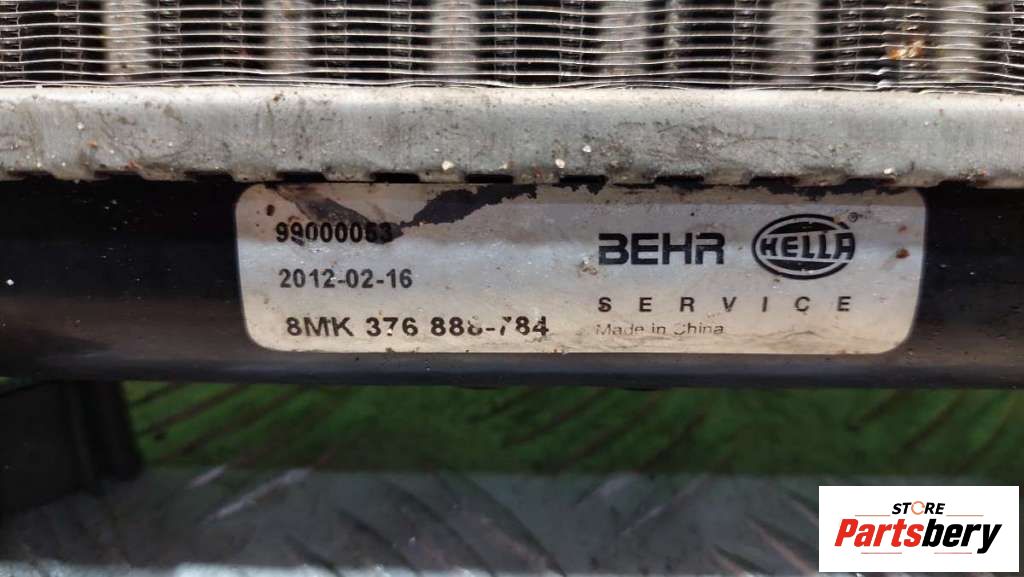 99000053
2012-02-16
8MK 376 888-784
BEHR HELLA ®
SERVICE
Made in China
STORE
Partsbery